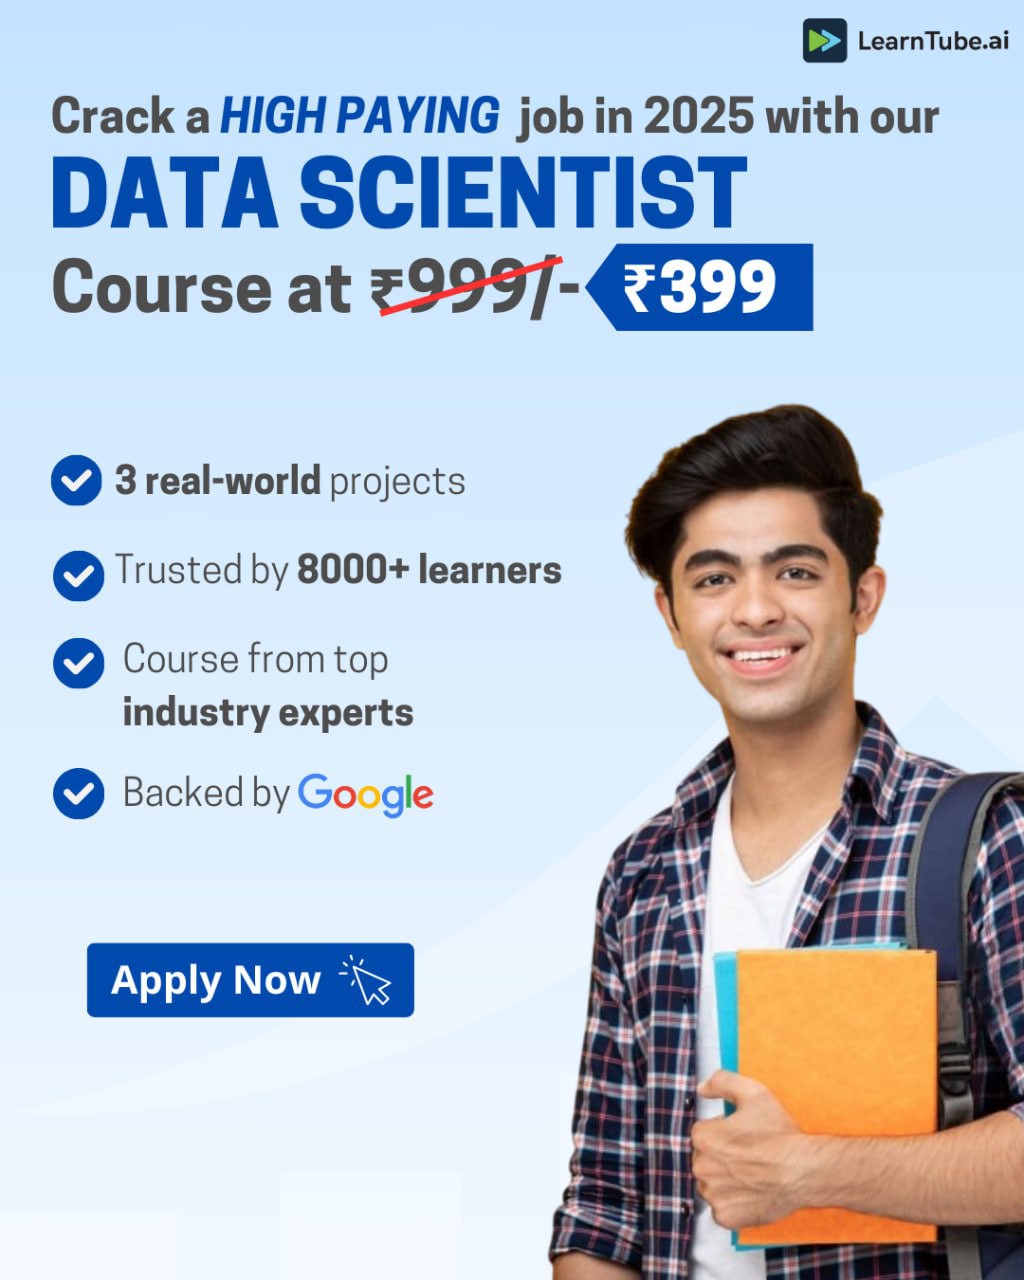 LearnTube.ai
Crack a HIGH PAYING job in 2025 with our
DATA SCIENTIST
Course at ₹999/- ₹399
3 real-world projects
Trusted by 8000+ learners
Course from top
industry experts
Backed by Google
Apply Now